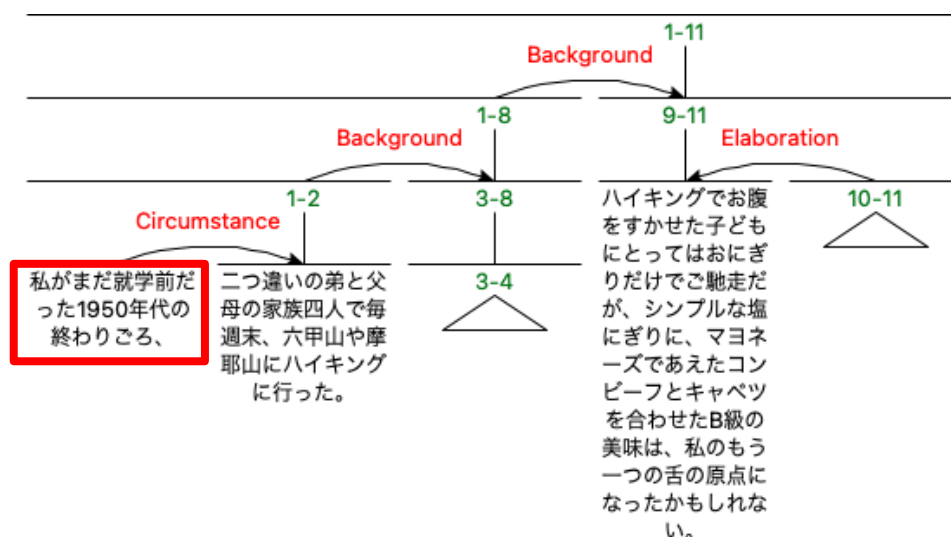 1-11
Background
1-8
9-11
Background
Elaboration
1-2
3-8
10-11
Circumstance
私がまだ就学前だ
った1950年代の
終わりごろ、
二つ違いの弟と父
母の家族四人で毎
週末、六甲山や摩
耶山にハイキング
に行った。
3-4
ハイキングでお腹
をすかせた子ども
にとってはおにぎ
りだけでご馳走だ
が、シンプルな塩
にぎりに、マヨネ
ーズであえたコン
ビーフとキャベツ
を合わせたB級の
美味は、私のもう
一つの舌の原点に
なったかもしれな
い。